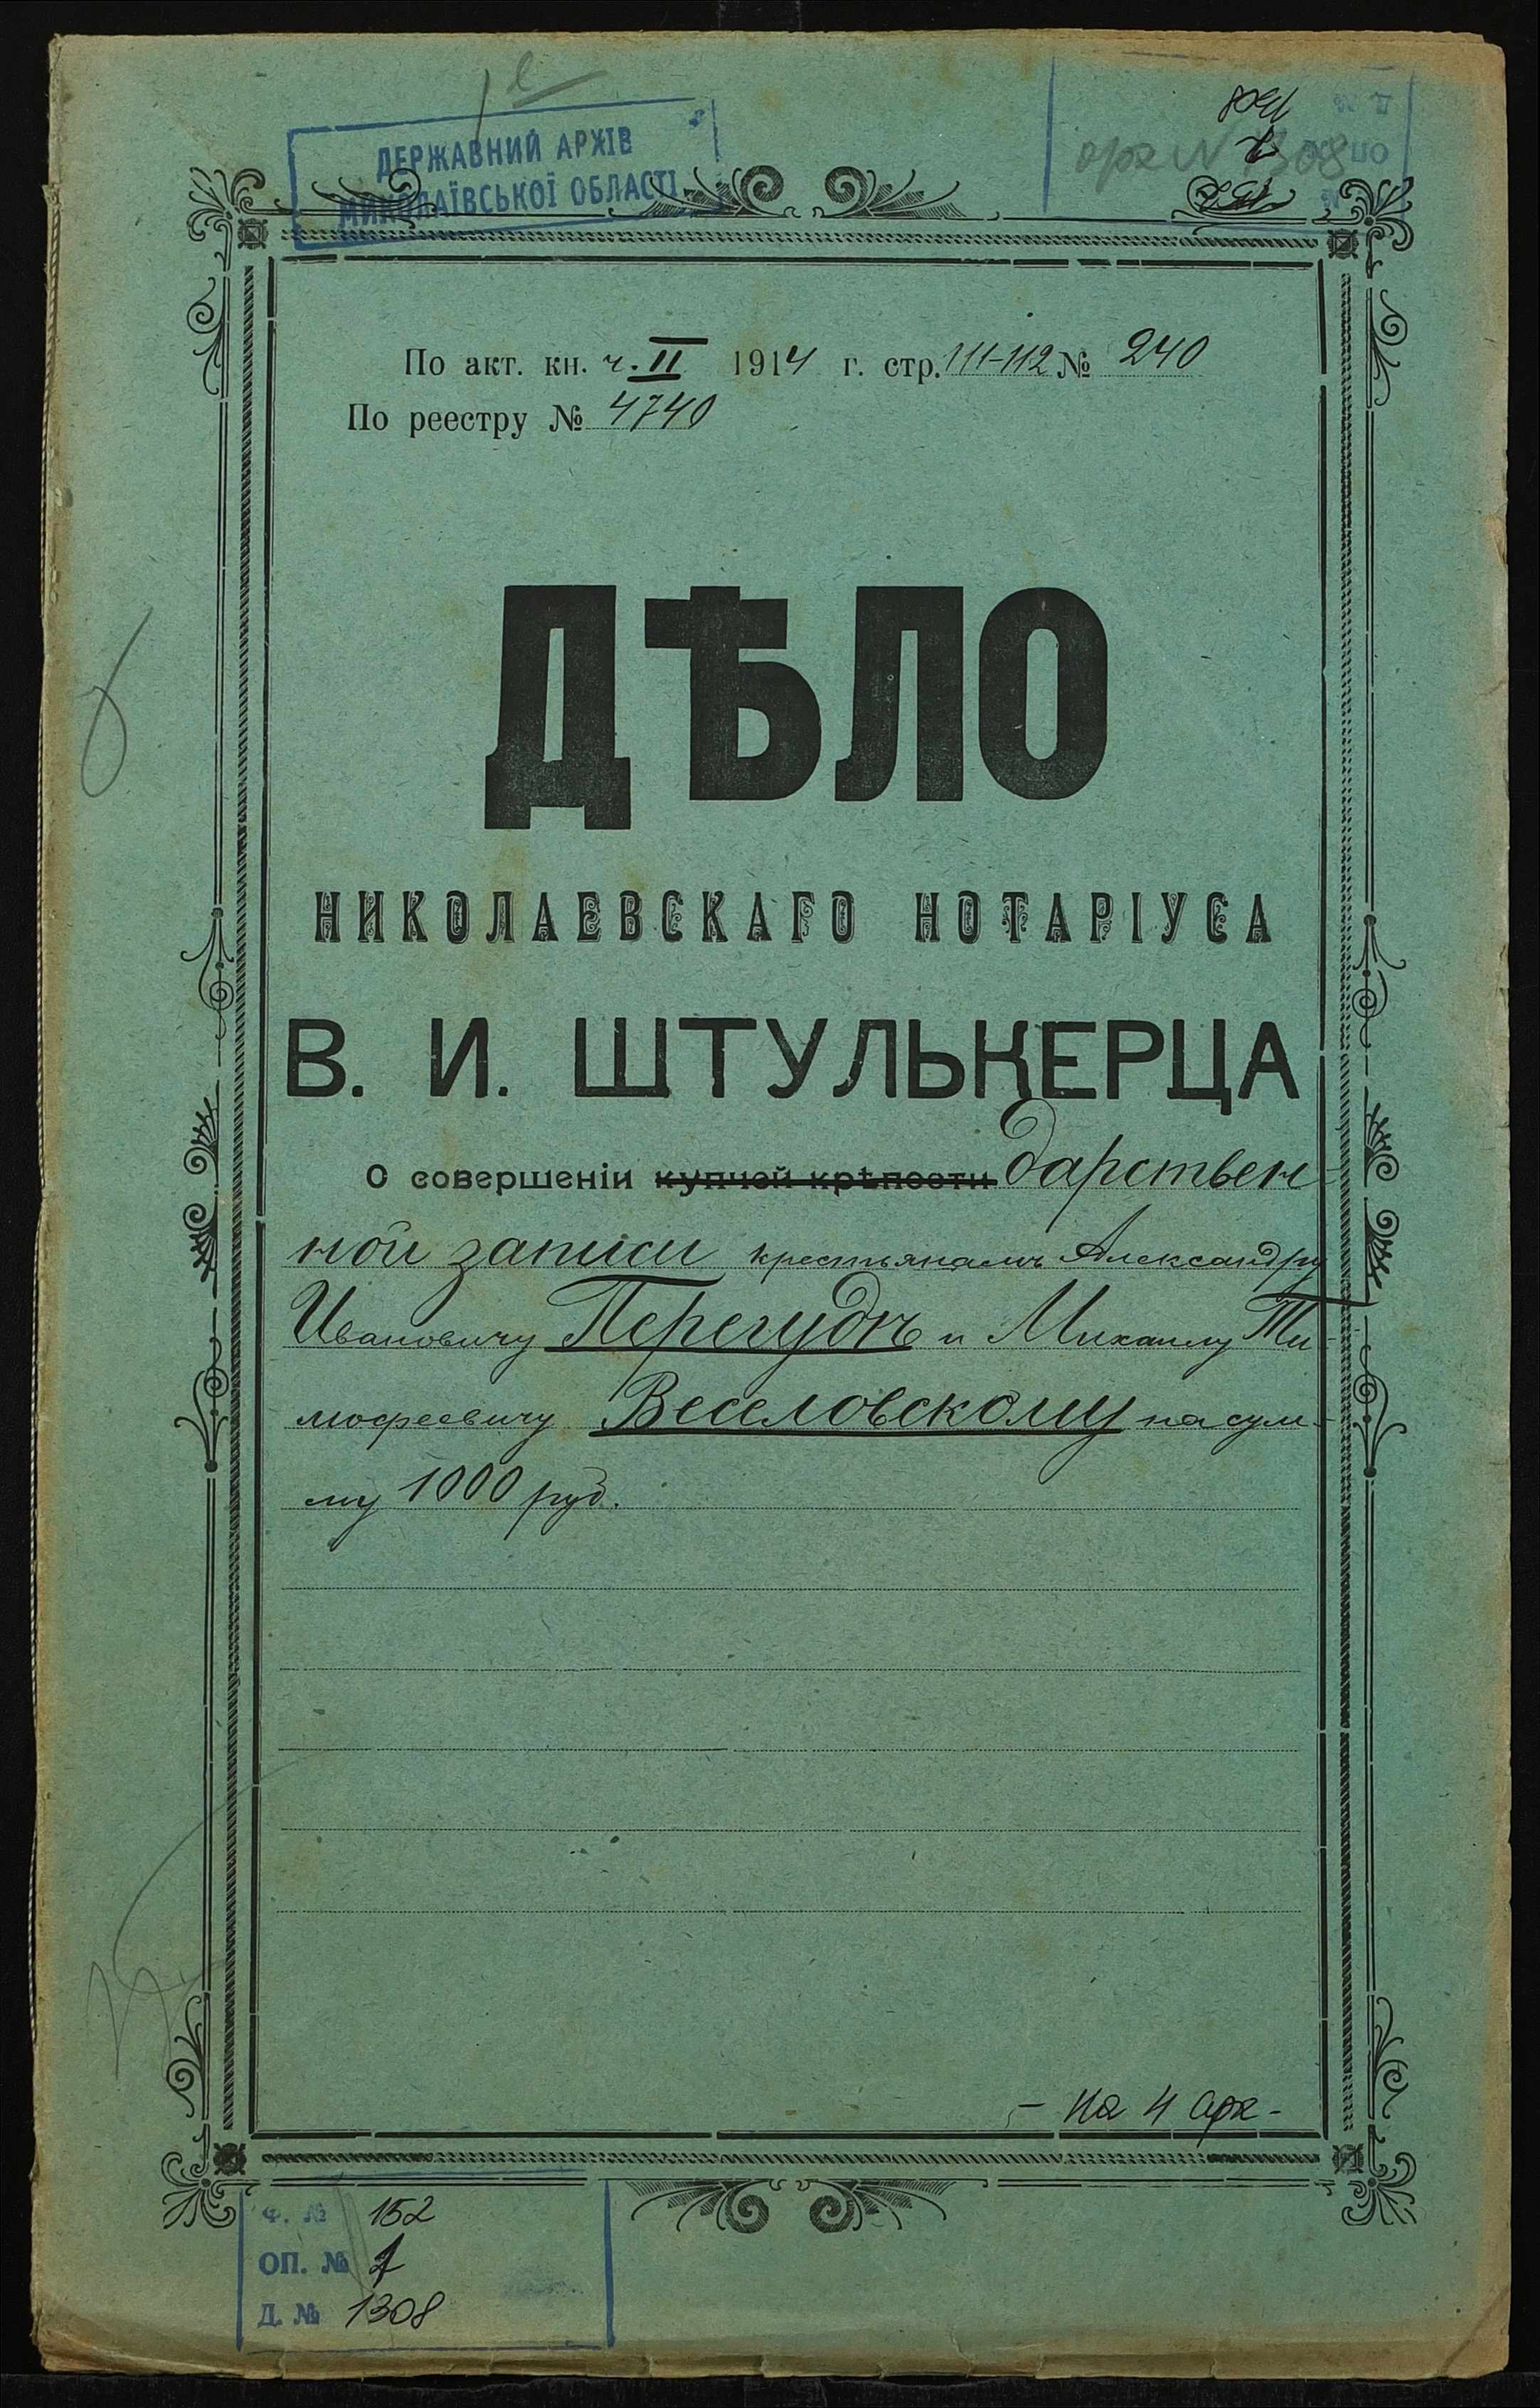 ДЕРЖАВНИЙ АРХІВ
МИКОЛАЇВСЬКОЇ ОБЛАСТІ
1308
По акт. кн. ч. II 1914 г. стр. 111-112 № 240
По реестру № 4740
ДѢЛО
НИКОЛАЕВСКАГО НОТАРІУСА
В. И. ШТУЛЬКЕРЦА
о совершеніи купчей крѣпости дарствен-
ной записи крестьянамъ Александру
Ивановичу Перегудѣ и Михаилу Ти-
мофеевичу Веселовскому на сум-
му 1000 руб.
- на 4 арк -
Ф. № 152
ОП. № 1
Д. № 1308